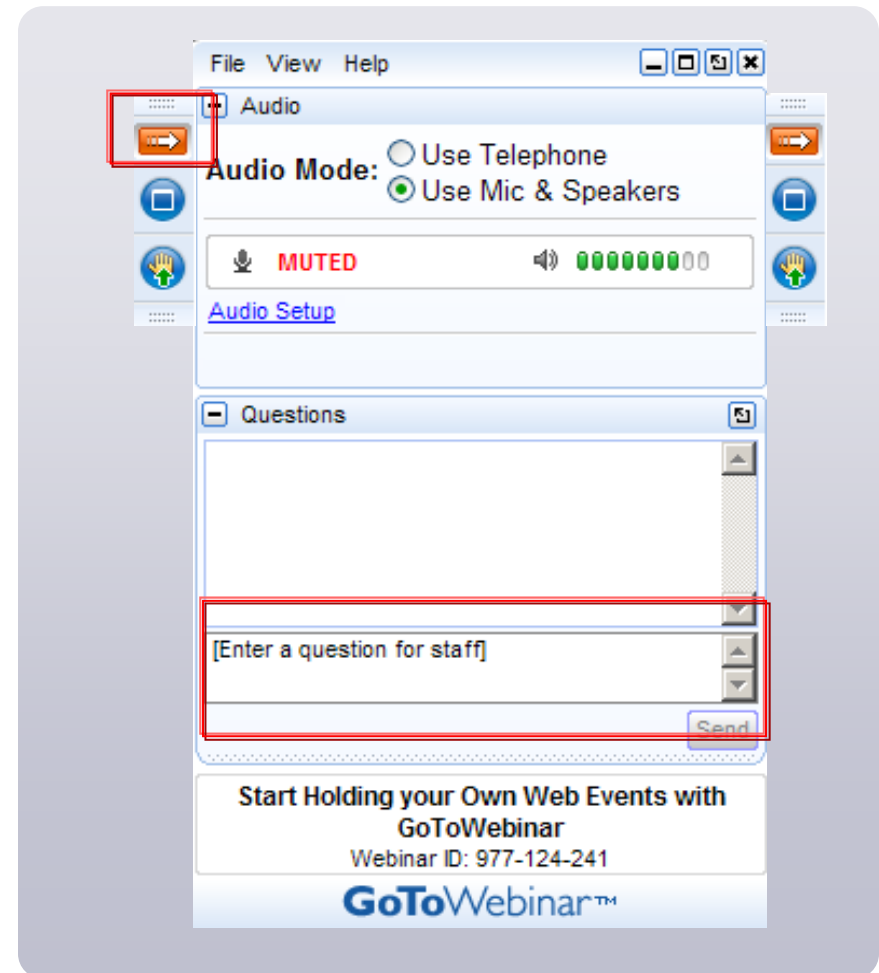 File View Help
Audio
Audio Mode:
Use Telephone
Use Mic & Speakers
MUTED
Audio Setup
Questions
[Enter a question for staff]
Send
Start Holding your Own Web Events with
GoToWebinar
Webinar ID: 977-124-241
GoToWebinar™